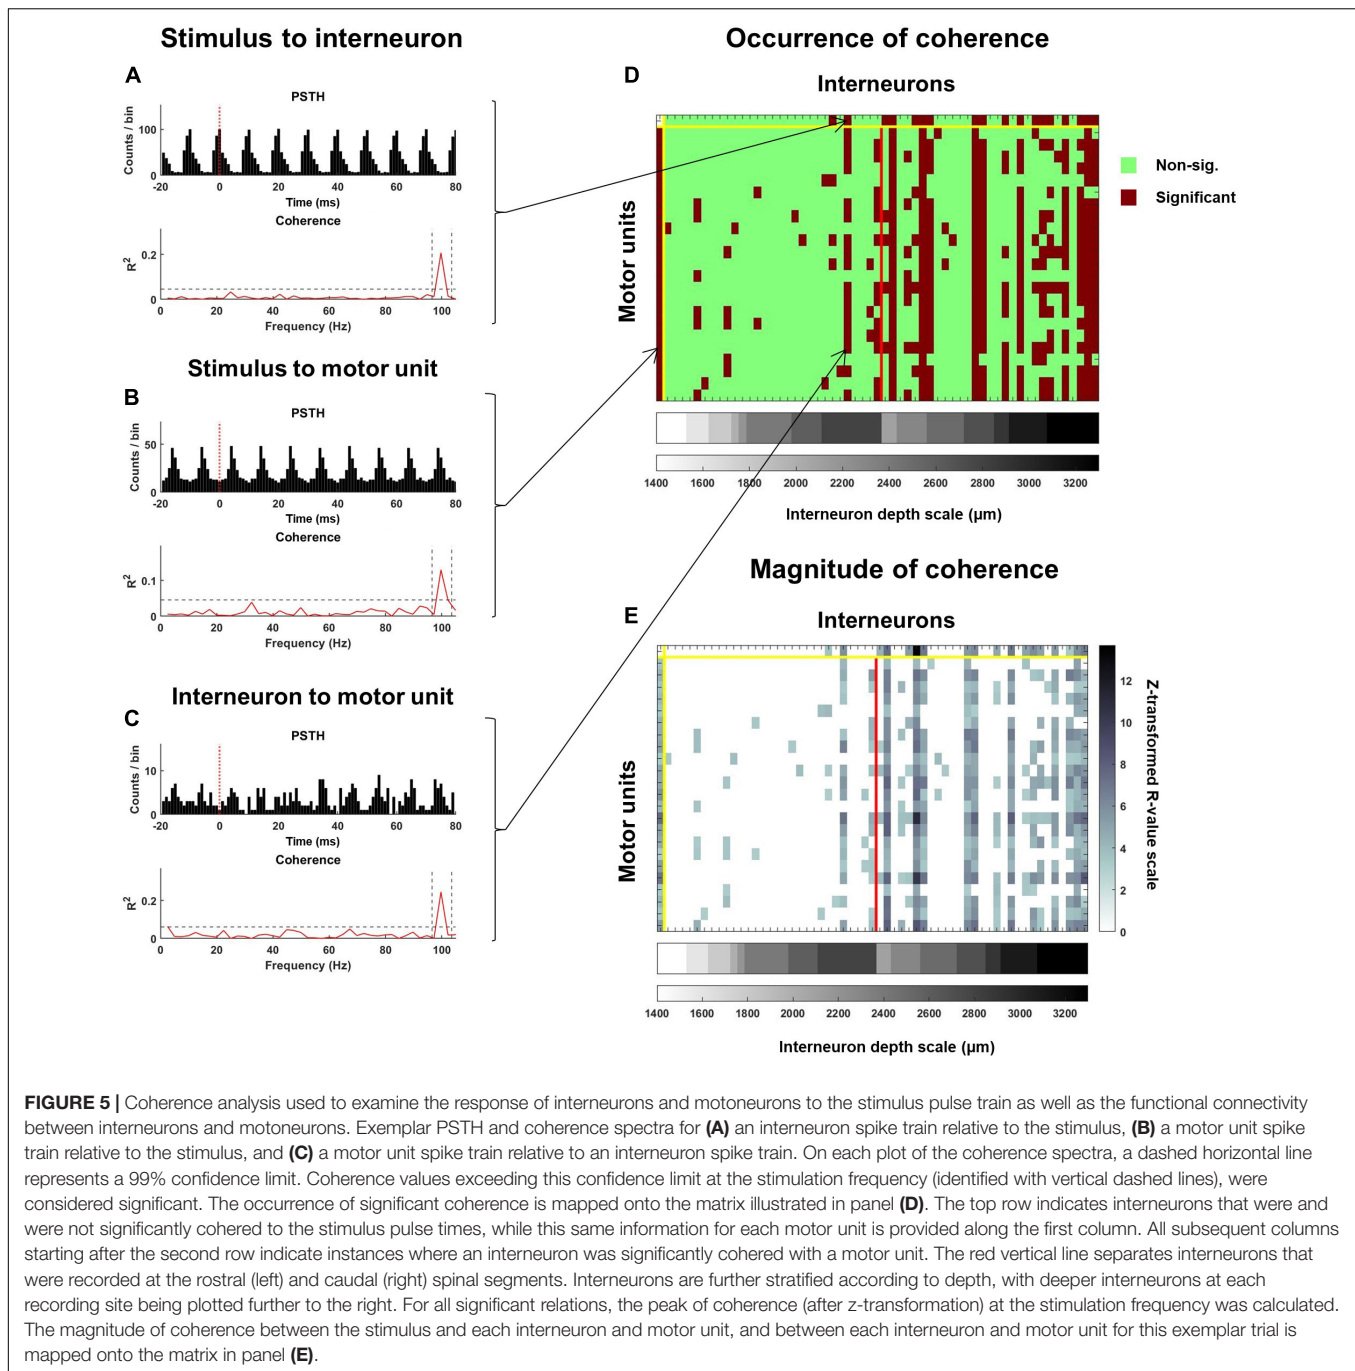 Stimulus to interneuron
A
PSTH
Counts / bin
100
0
-20 0 20 40 60 80
Time (ms)
Coherence
R²
0.2
0
0 20 40 60 80 100
Frequency (Hz)
Stimulus to motor unit
B
PSTH
Counts / bin
50
0
-20 0 20 40 60 80
Time (ms)
Coherence
R²
0.1
0
0 20 40 60 80 100
Frequency (Hz)
Interneuron to motor unit
C
PSTH
Counts / bin
10
0
-20 0 20 40 60 80
Time (ms)
Coherence
R²
0.2
0
0 20 40 60 80 100
Frequency (Hz)
Occurrence of coherence
D
Interneurons
Motor units
Non-sig.
Significant
1400 1600 1800 2000 2200 2400 2600 2800 3000 3200
Interneuron depth scale (µm)
Magnitude of coherence
E
Interneurons
Motor units
12
10
8
6
4
2
0
Z-transformed R-value scale
1400 1600 1800 2000 2200 2400 2600 2800 3000 3200
Interneuron depth scale (µm)
FIGURE 5 | Coherence analysis used to examine the response of interneurons and motoneurons to the stimulus pulse train as well as the functional connectivity
between interneurons and motoneurons. Exemplar PSTH and coherence spectra for (A) an interneuron spike train relative to the stimulus, (B) a motor unit spike
train relative to the stimulus, and (C) a motor unit spike train relative to an interneuron spike train. On each plot of the coherence spectra, a dashed horizontal line
represents a 99% confidence limit. Coherence values exceeding this confidence limit at the stimulation frequency (identified with vertical dashed lines), were
considered significant. The occurrence of significant coherence is mapped onto the matrix illustrated in panel (D). The top row indicates interneurons that were and
were not significantly cohered to the stimulus pulse times, while this same information for each motor unit is provided along the first column. All subsequent columns
starting after the second row indicate instances where an interneuron was significantly cohered with a motor unit. The red vertical line separates interneurons that
were recorded at the rostral (left) and caudal (right) spinal segments. Interneurons are further stratified according to depth, with deeper interneurons at each
recording site being plotted further to the right. For all significant relations, the peak of coherence (after z-transformation) at the stimulation frequency was calculated.
The magnitude of coherence between the stimulus and each interneuron and motor unit, and between each interneuron and motor unit for this exemplar trial is
mapped onto the matrix in panel (E).